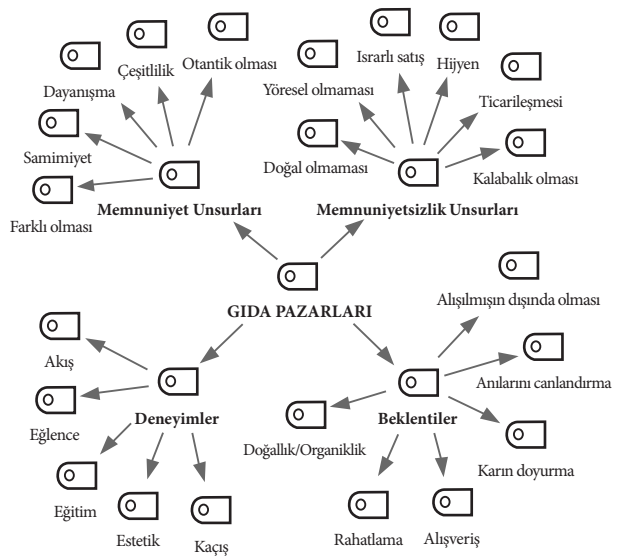 Otantik olması
Çeşitlilik
Dayanışma
Samimiyet
Farklı olması
Memnuniyet Unsurları
Israrlı satış
Hijyen
Yöresel olmaması
Ticarileşmesi
Doğal olmaması
Kalabalık olması
Memnuniyetsizlik Unsurları
GIDA PAZARLARI
Akış
Eğlence
Deneyimler
Eğitim
Estetik
Kaçış
Alışılmışın dışında olması
Anılarını canlandırma
Beklentiler
Doğallık/Organiklik
Karın doyurma
Rahatlama
Alışveriş